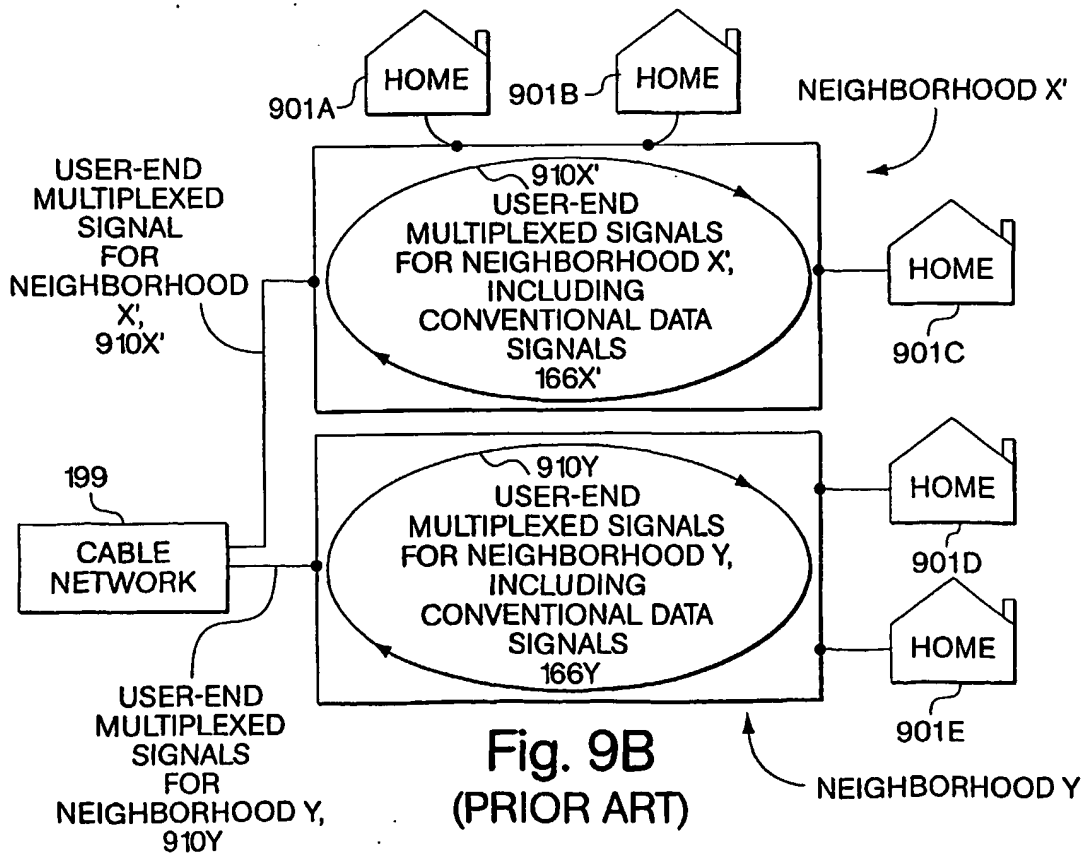 HOME
901A
HOME
901B
NEIGHBORHOOD X'
USER-END
MULTIPLEXED
SIGNAL
FOR
NEIGHBORHOOD
X',
910X'
910X'
USER-END
MULTIPLEXED SIGNALS
FOR NEIGHBORHOOD X',
INCLUDING
CONVENTIONAL DATA
SIGNALS
166X'
HOME
901C
199
CABLE
NETWORK
910Y
USER-END
MULTIPLEXED SIGNALS
FOR NEIGHBORHOOD Y,
INCLUDING
CONVENTIONAL DATA
SIGNALS
166Y
HOME
901D
HOME
901E
USER-END
MULTIPLEXED
SIGNALS
FOR
NEIGHBORHOOD Y,
910Y
NEIGHBORHOOD Y
Fig. 9B
(PRIOR ART)